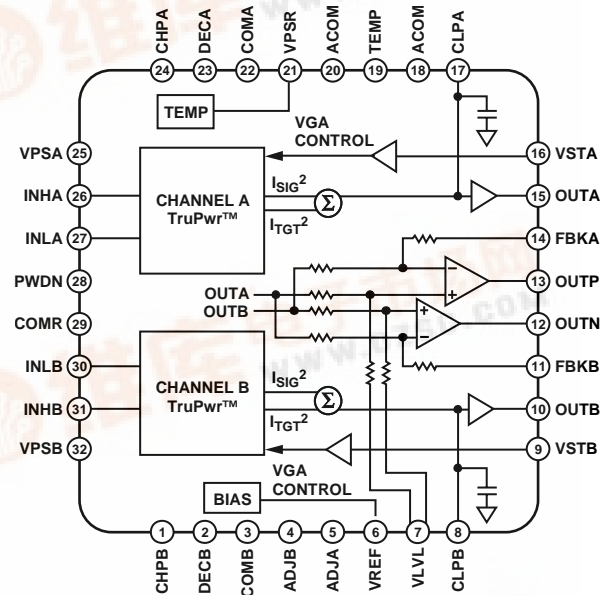 CHPA DECA COMA VPSR ACOM TEMP ACOM CLPA
24 23 22 21 20 19 18 17
TEMP
VGA
CONTROL
VPSA 25
16 VSTA
INHA 26
CHANNEL A
TruPwr™
ISIG²
Σ
15 OUTA
ITGT²
INLA 27
14 FBKA
PWDN 28
OUTA
OUTB
− +
13 OUTP
+ −
12 OUTN
COMR 29
INLB 30
11 FBKB
CHANNEL B
TruPwr™
ISIG²
Σ
INHB 31
10 OUTB
ITGT²
VPSB 32
9 VSTB
VGA
CONTROL
BIAS
1 2 3 4 5 6 7 8
CHPB DECB COMB ADJB ADJA VREF VLVL CLPB